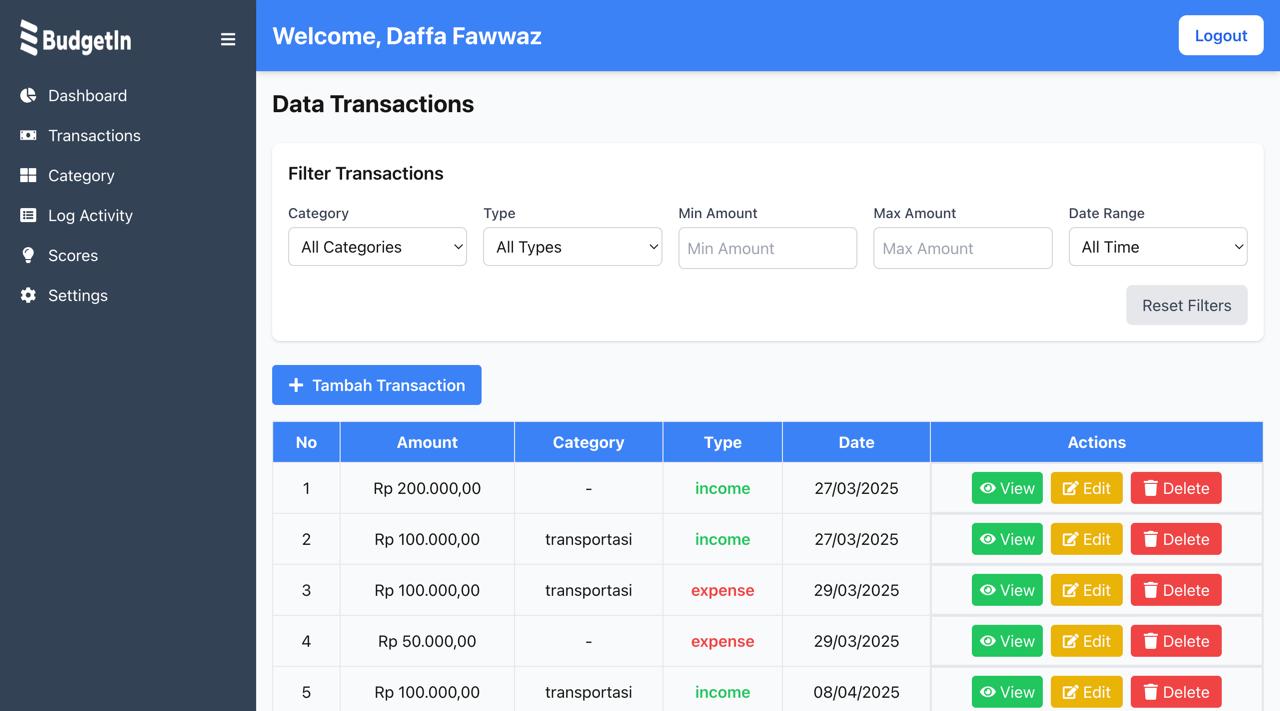 BudgetIn
Dashboard
Transactions
Category
Log Activity
Scores
Settings
Welcome, Daffa Fawwaz
Logout
Data Transactions
Filter Transactions
Category Type Min Amount Max Amount Date Range
All Categories All Types Min Amount Max Amount All Time
Reset Filters
Tambah Transaction
No Amount Category Type Date Actions
1 Rp 200.000,00 - income 27/03/2025 View Edit Delete
2 Rp 100.000,00 transportasi income 27/03/2025 View Edit Delete
3 Rp 100.000,00 transportasi expense 29/03/2025 View Edit Delete
4 Rp 50.000,00 - expense 29/03/2025 View Edit Delete
5 Rp 100.000,00 transportasi income 08/04/2025 View Edit Delete